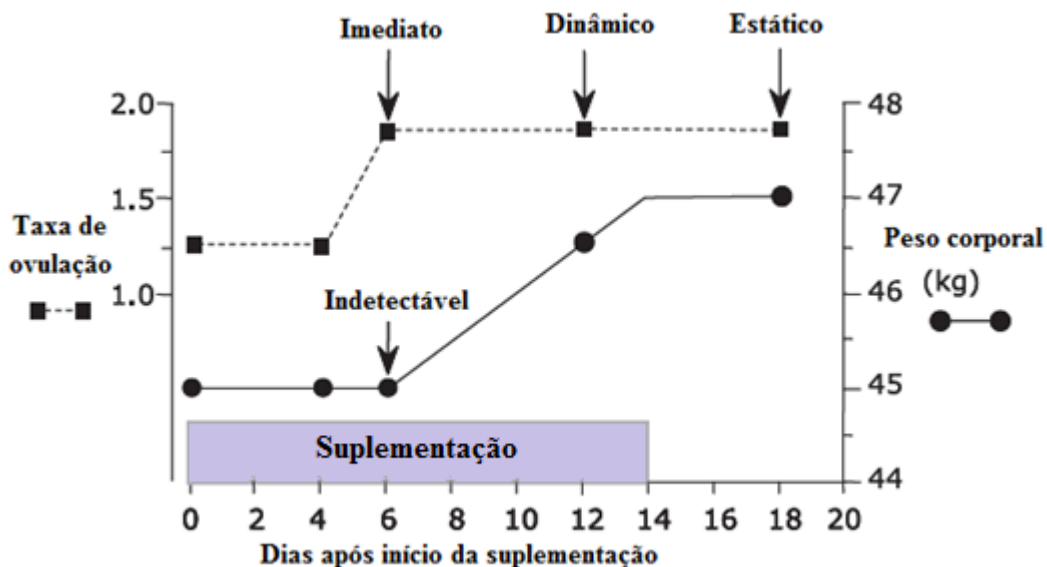 Imediato
Dinâmico
Estático
2.0
1.5
1.0
Taxa de
ovulação
Indetectável
48
47
46
45
44
Peso corporal
(kg)
Suplementação
0 2 4 6 8 10 12 14 16 18 20
Dias após início da suplementação